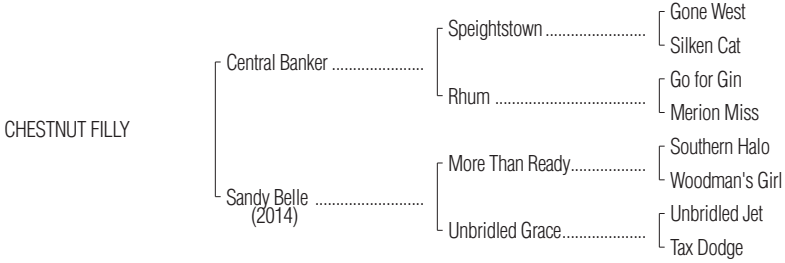 Gone West
Speightstown ........................
Silken Cat
Central Banker ......................
Go for Gin
Rhum ....................................
Merion Miss
CHESTNUT FILLY
Southern Halo
More Than Ready..................
Woodman's Girl
Sandy Belle ..........................
(2014)
Unbridled Jet
Unbridled Grace....................
Tax Dodge